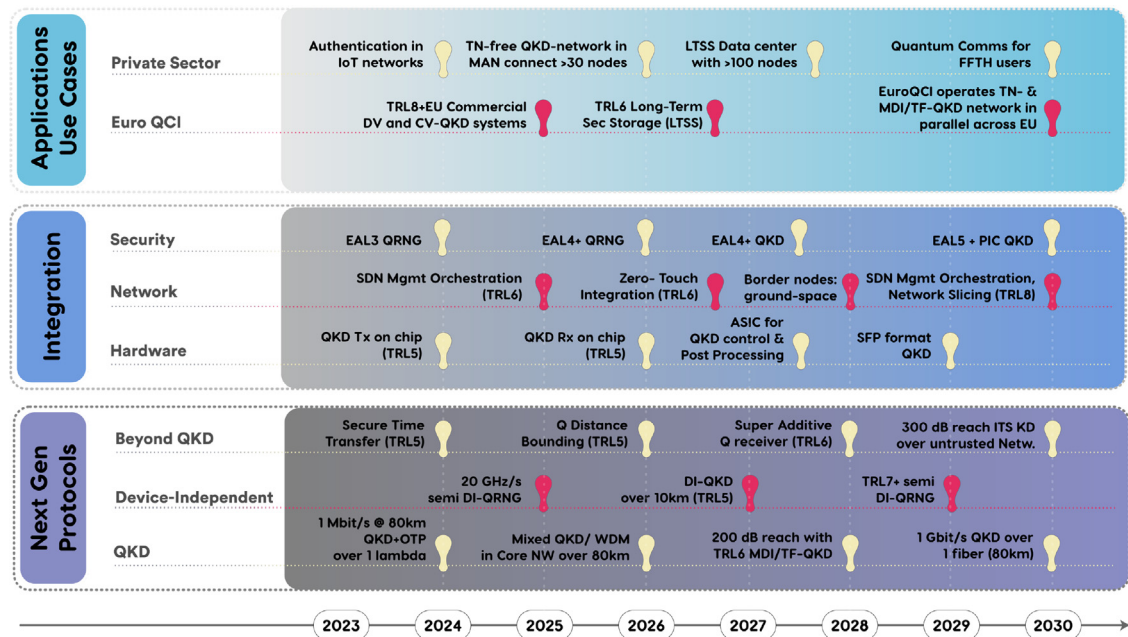 Applications
Use Cases
Private Sector
Authentication in
IoT networks
TN-free QKD-network in
MAN connect >30 nodes
LTSS Data center
with >100 nodes
Quantum Comms for
FFTH users
Euro QCI
TRL8+EU Commercial
DV and CV-QKD systems
TRL6 Long-Term
Sec Storage (LTSS)
EuroQCI operates TN- &
MDI/TF-QKD network in
parallel across EU
Integration
Security
EAL3 QRNG
EAL4+ QRNG
EAL4+ QKD
EAL5 + PIC QKD
Network
SDN Mgmt Orchestration
(TRL6)
Zero- Touch
Integration (TRL6)
Border nodes:
ground-space
SDN Mgmt Orchestration,
Network Slicing (TRL8)
Hardware
QKD Tx on chip
(TRL5)
QKD Rx on chip
(TRL5)
ASIC for
QKD control &
Post Processing
SFP format
QKD
Next Gen
Protocols
Beyond QKD
Secure Time
Transfer (TRL5)
Q Distance
Bounding (TRL5)
Super Additive
Q receiver (TRL6)
300 dB reach ITS KD
over untrusted Netw.
Device-Independent
20 GHz/s
semi DI-QRNG
DI-QKD
over 10km (TRL5)
TRL7+ semi
DI-QRNG
QKD
1 Mbit/s @ 80km
QKD+OTP
over 1 lambda
Mixed QKD/ WDM
in Core NW over 80km
200 dB reach with
TRL6 MDI/TF-QKD
1 Gbit/s QKD over
1 fiber (80km)
2023
2024
2025
2026
2027
2028
2029
2030